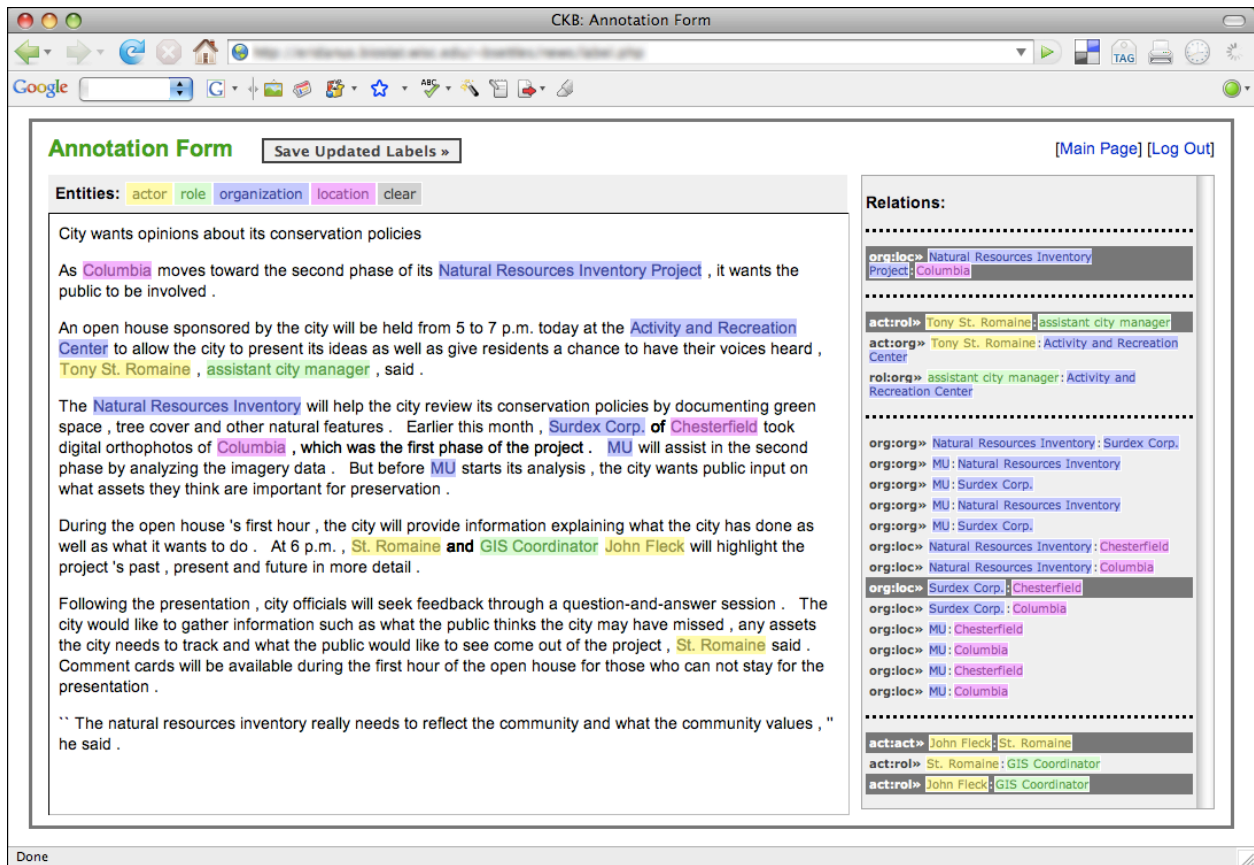 CKB: Annotation Form
TAG
Google
G
ABC
Annotation Form
Save Updated Labels »
[Main Page] [Log Out]
Entities: actor role organization location clear
City wants opinions about its conservation policies
As Columbia moves toward the second phase of its Natural Resources Inventory Project , it wants the
public to be involved .
An open house sponsored by the city will be held from 5 to 7 p.m. today at the Activity and Recreation
Center to allow the city to present its ideas as well as give residents a chance to have their voices heard ,
Tony St. Romaine , assistant city manager , said .
The Natural Resources Inventory will help the city review its conservation policies by documenting green
space , tree cover and other natural features . Earlier this month , Surdex Corp. of Chesterfield took
digital orthophotos of Columbia , which was the first phase of the project . MU will assist in the second
phase by analyzing the imagery data . But before MU starts its analysis , the city wants public input on
what assets they think are important for preservation .
During the open house 's first hour , the city will provide information explaining what the city has done as
well as what it wants to do . At 6 p.m. , St. Romaine and GIS Coordinator John Fleck will highlight the
project 's past , present and future in more detail .
Following the presentation , city officials will seek feedback through a question-and-answer session . The
city would like to gather information such as what the public thinks the city may have missed , any assets
the city needs to track and what the public would like to see come out of the project , St. Romaine said .
Comment cards will be available during the first hour of the open house for those who can not stay for the
presentation .
`` The natural resources inventory really needs to reflect the community and what the community values , ''
he said .
Relations:
org:loc» Natural Resources Inventory
Project:Columbia
act:rol» Tony St. Romaine:assistant city manager
act:org» Tony St. Romaine:Activity and Recreation
Center
rol:org» assistant city manager:Activity and
Recreation Center
org:org» Natural Resources Inventory:Surdex Corp.
org:org» MU:Natural Resources Inventory
org:org» MU:Surdex Corp.
org:org» MU:Natural Resources Inventory
org:org» MU:Surdex Corp.
org:loc» Natural Resources Inventory:Chesterfield
org:loc» Natural Resources Inventory:Columbia
org:loc» Surdex Corp.:Chesterfield
org:loc» Surdex Corp.:Columbia
org:loc» MU:Chesterfield
org:loc» MU:Columbia
org:loc» MU:Chesterfield
org:loc» MU:Columbia
act:act» John Fleck:St. Romaine
act:rol» St. Romaine:GIS Coordinator
act:rol» John Fleck:GIS Coordinator
Done